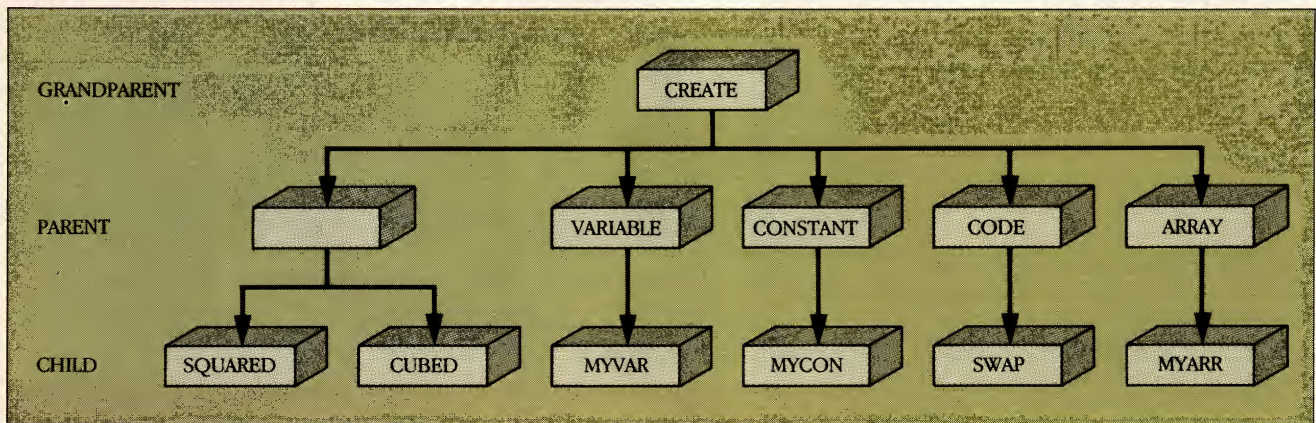 GRANDPARENT
CREATE
PARENT
VARIABLE
CONSTANT
CODE
ARRAY
CHILD
SQUARED
CUBED
MYVAR
MYCON
SWAP
MYARR